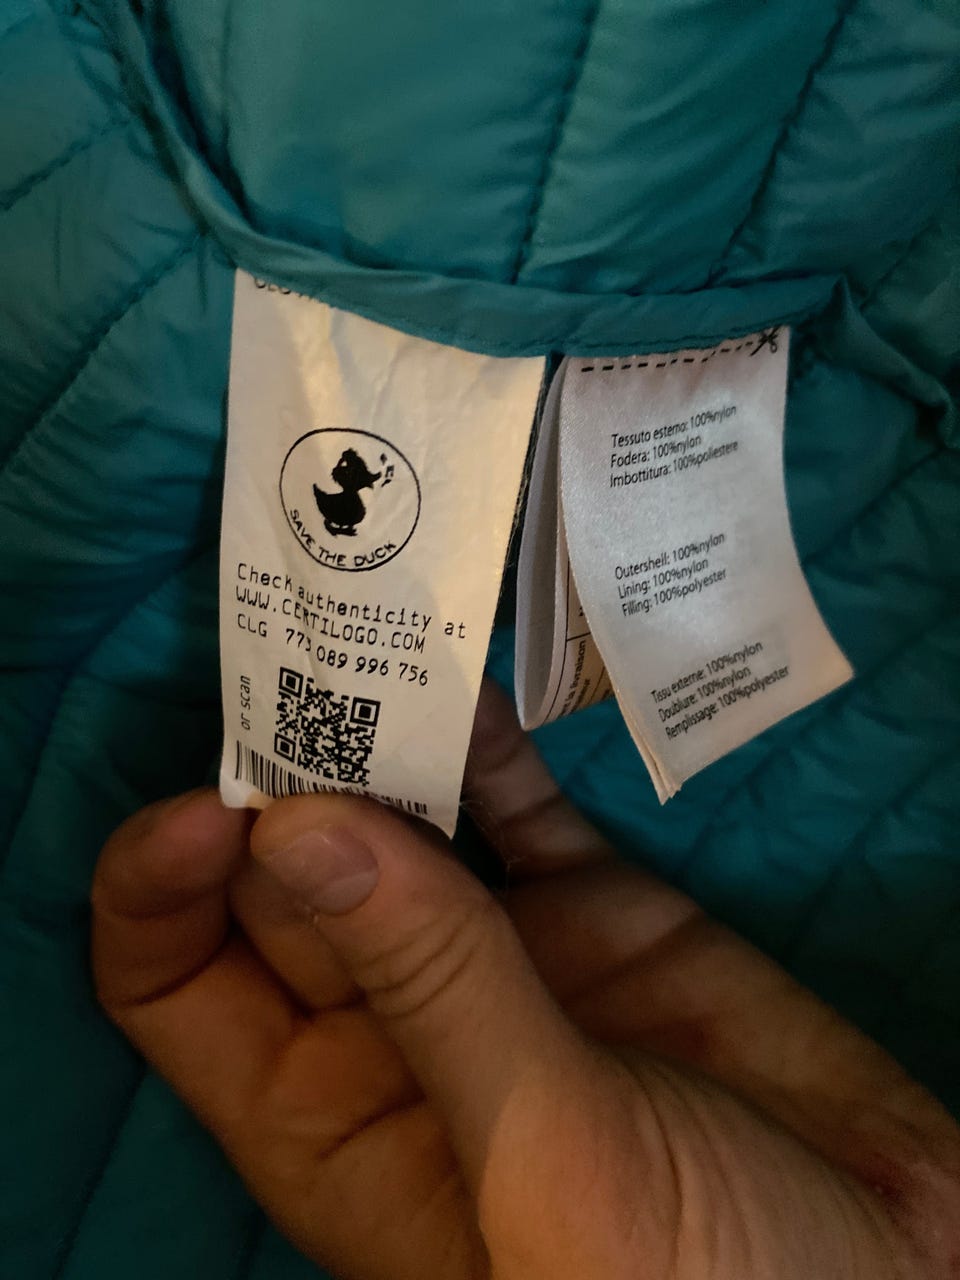 SAVE THE DUCK
Check authenticity at
WWW.CERTILOGO.COM
CLG 773 089 996 756
or scan
Tessuto esterno: 100%nylon
Fodera: 100%nylon
Imbottitura: 100%poliestere
Outershell: 100%nylon
Lining: 100%nylon
Filling: 100%polyester
Tissu externe: 100%nylon
Doublure: 100%nylon
Remplissage: 100%polyester
la livraison